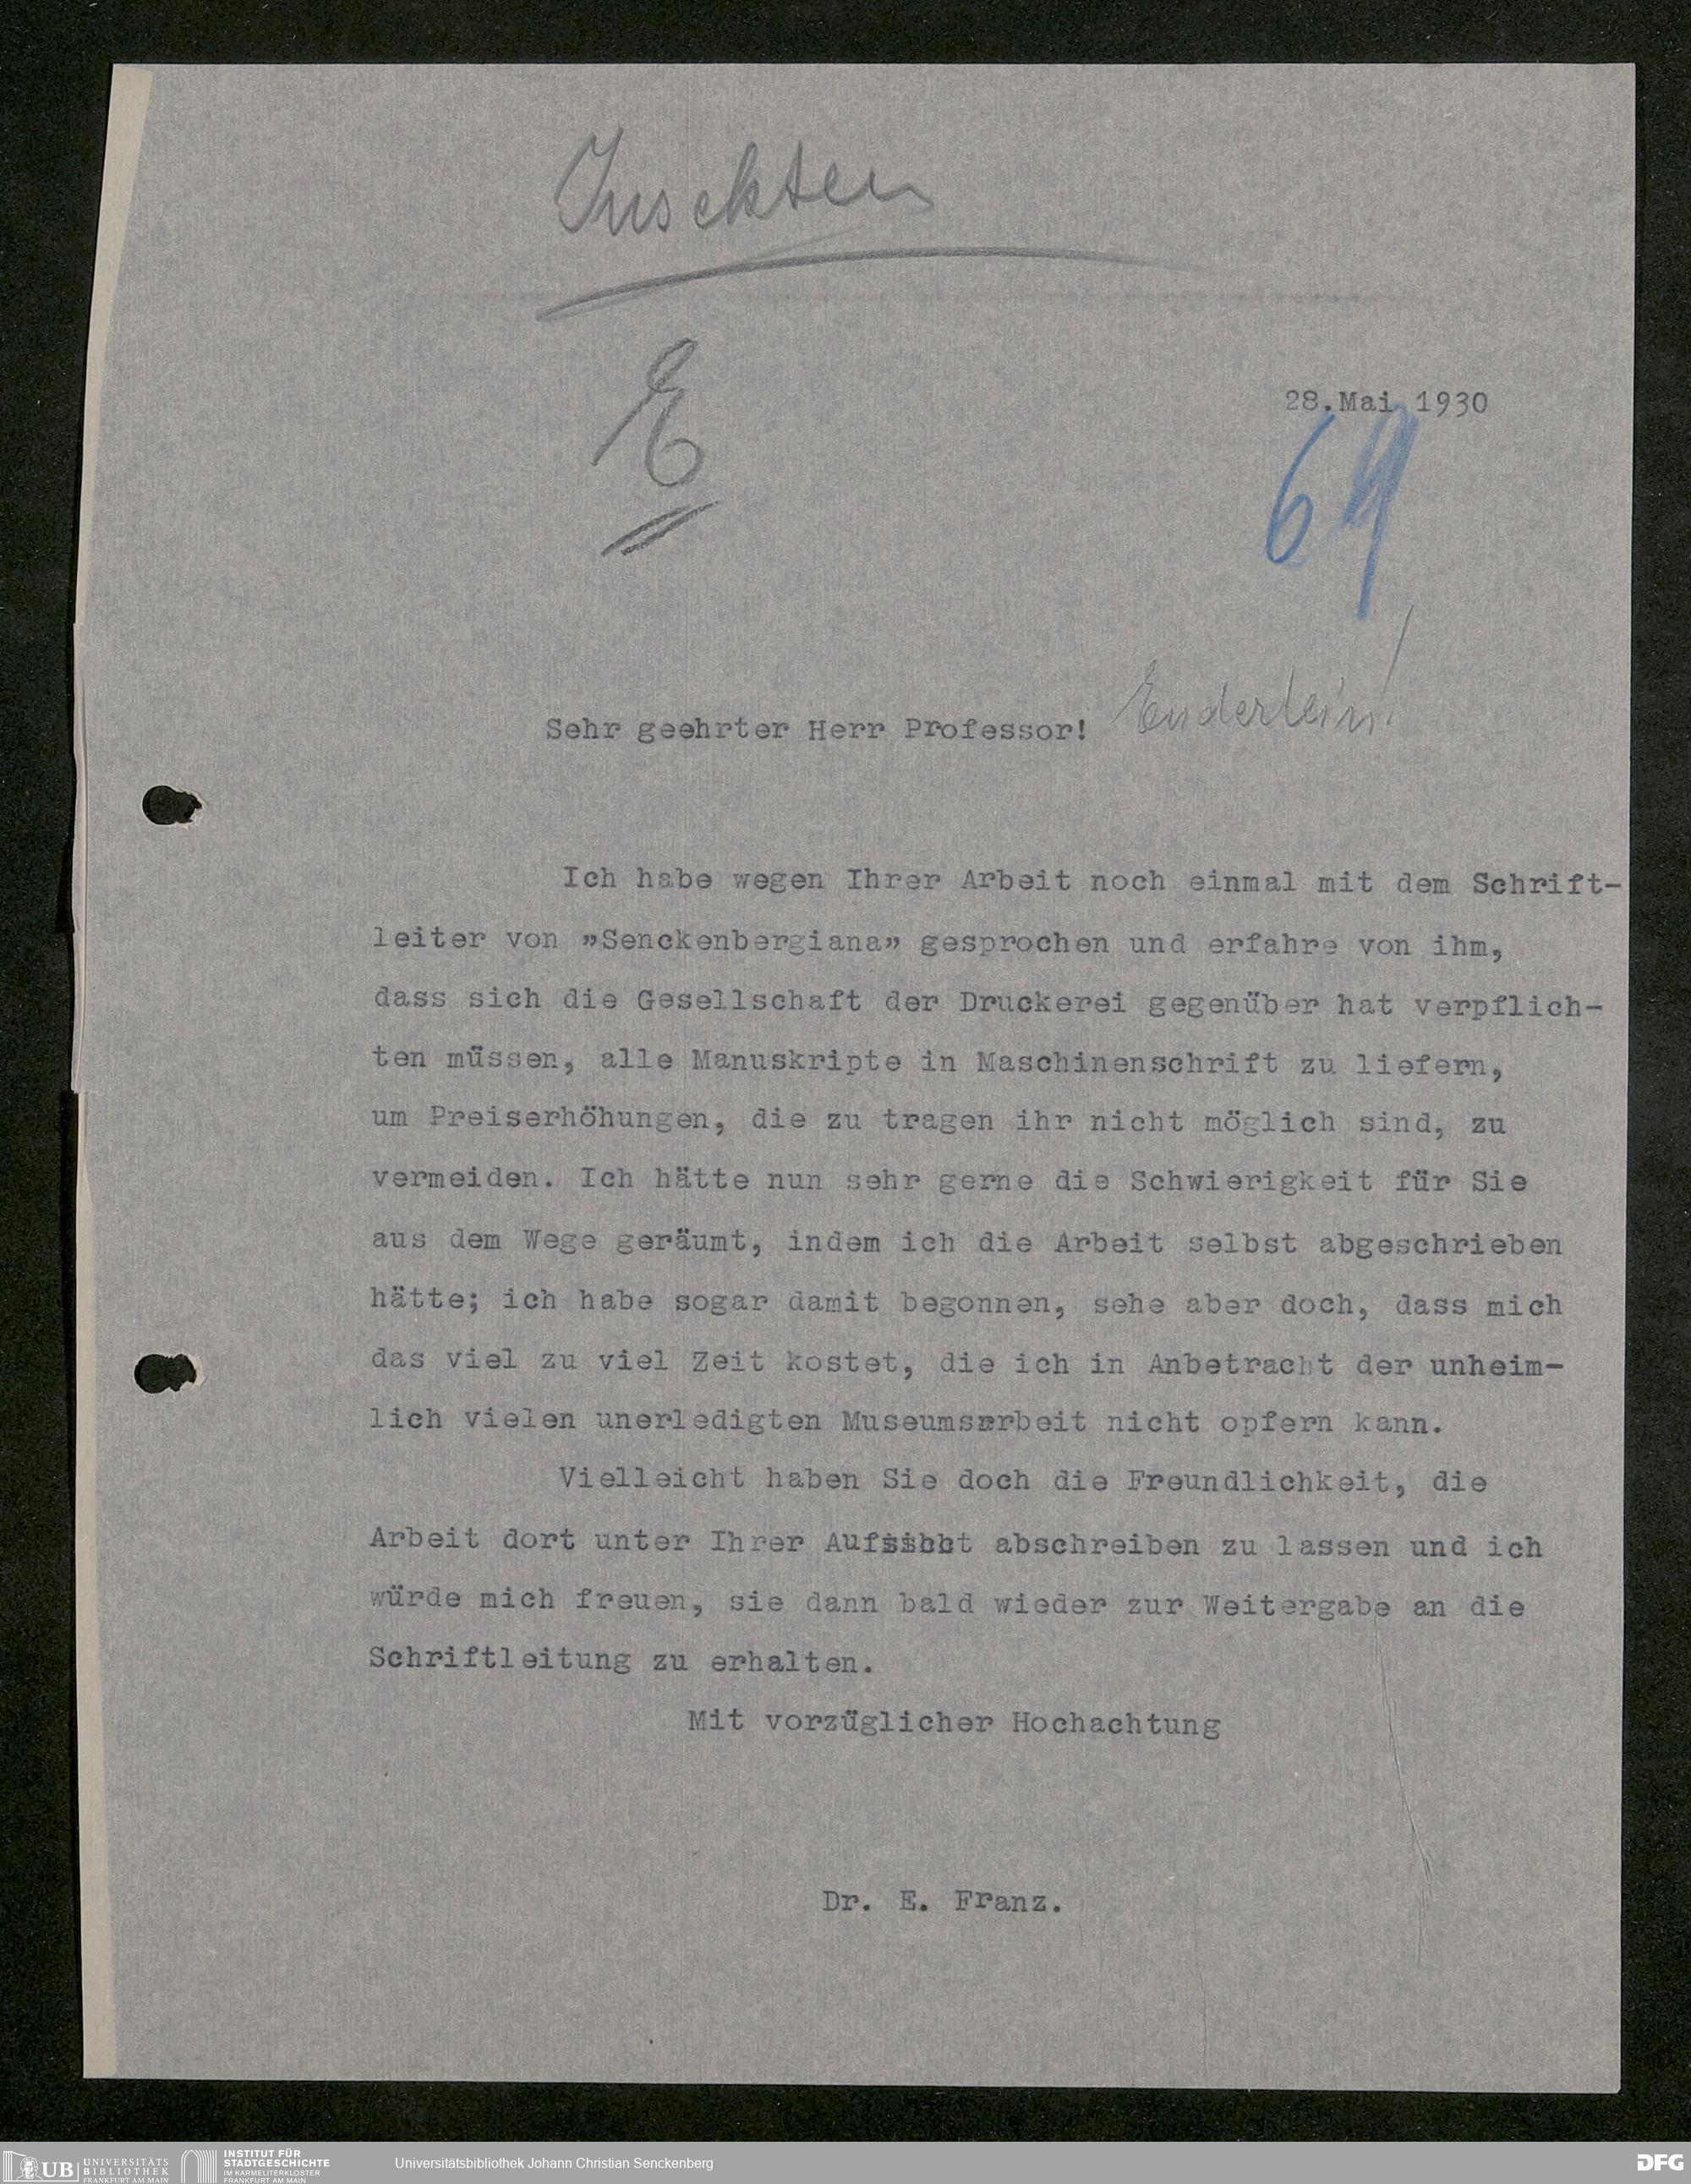 Insekten
E
28.Mai 1930
69
Sehr geehrter Herr Professor! Enderlein!
Ich habe wegen Ihrer Arbeit noch einmal mit dem Schrift-
leiter von »Senckenbergiana» gesprochen und erfahre von ihm,
dass sich die Gesellschaft der Druckerei gegenüber hat verpflich-
ten müssen, alle Manuskripte in Maschinenschrift zu liefern,
um Preiserhöhungen, die zu tragen ihr nicht möglich sind, zu
vermeiden. Ich hätte nun sehr gerne die Schwierigkeit für Sie
aus dem Wege geräumt, indem ich die Arbeit selbst abgeschrieben
hätte; ich habe sogar damit begonnen, sehe aber doch, dass mich
das viel zu viel Zeit kostet, die ich in Anbetracht der unheim-
lich vielen unerledigten Museumsarbeit nicht opfern kann.
Vielleicht haben Sie doch die Freundlichkeit, die
Arbeit dort unter Ihrer Aufsicht abschreiben zu lassen und ich
würde mich freuen, sie dann bald wieder zur Weitergabe an die
Schriftleitung zu erhalten.
Mit vorzüglicher Hochachtung
Dr. E. Franz.
UB UNIVERSITÄTS
BIBLIOTHEK
FRANKFURT AM MAIN
INSTITUT FÜR
STADTGESCHICHTE
IM KARMELITERKLOSTER
FRANKFURT AM MAIN
Universitätsbibliothek Johann Christian Senckenberg
DFG